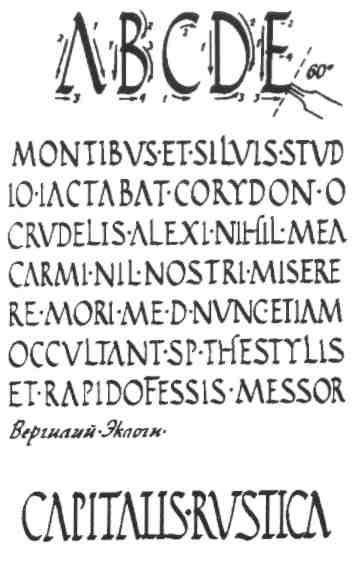 ABCDE
60°
MONTIBVS·ET·SILVIS·STVD
IO·IACTABAT·CORYDON·O
CRVDELIS·ALEXI·NIHIL·MEA
CARMI·NIL·NOSTRI·MISERE
RE·MORI·ME·D·NVNCETIAM
OCCVLTANT·SP·THESTYLIS
ET·RAPIDOFESSIS·MESSOR
Вергилий·Эклоги·
CAPITALIS·RVSTICA